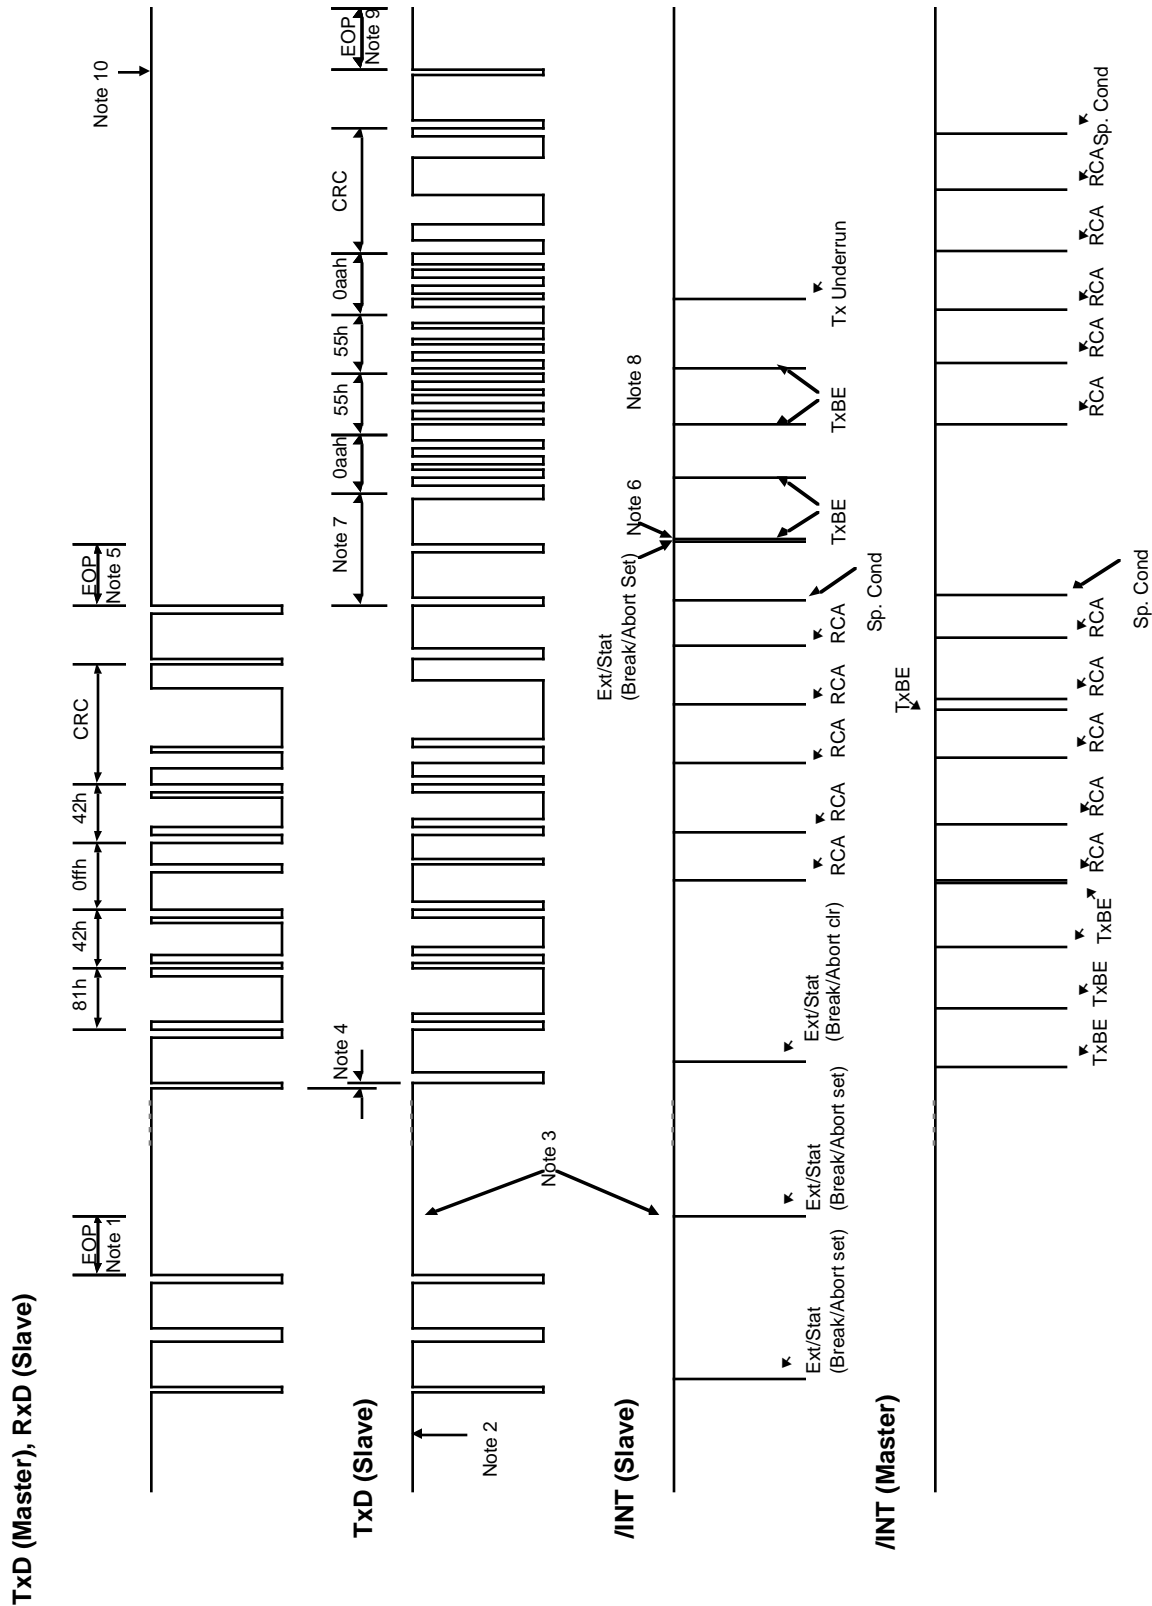 TxD (Master), RxD (Slave)
EOP
Note 1
81h
42h
0ffh
42h
CRC
EOP
Note 5
Note 10
TxD (Slave)
Note 2
Note 3
Note 4
Note 7
0aah
55h
55h
0aah
CRC
EOP
Note 9
/INT (Slave)
Ext/Stat
(Break/Abort set)
Ext/Stat
(Break/Abort set)
Ext/Stat
(Break/Abort clr)
RCA
RCA
RCA
RCA
RCA
Sp. Cond
Ext/Stat
(Break/Abort Set)
Note 6
TxBE
Note 8
TxBE
Tx Underrun
/INT (Master)
TxBE
TxBE
TxBE
RCA
RCA
RCA
TxBE
RCA
RCA
Sp. Cond
RCA
RCA
RCA
RCA
RCA
Sp. Cond